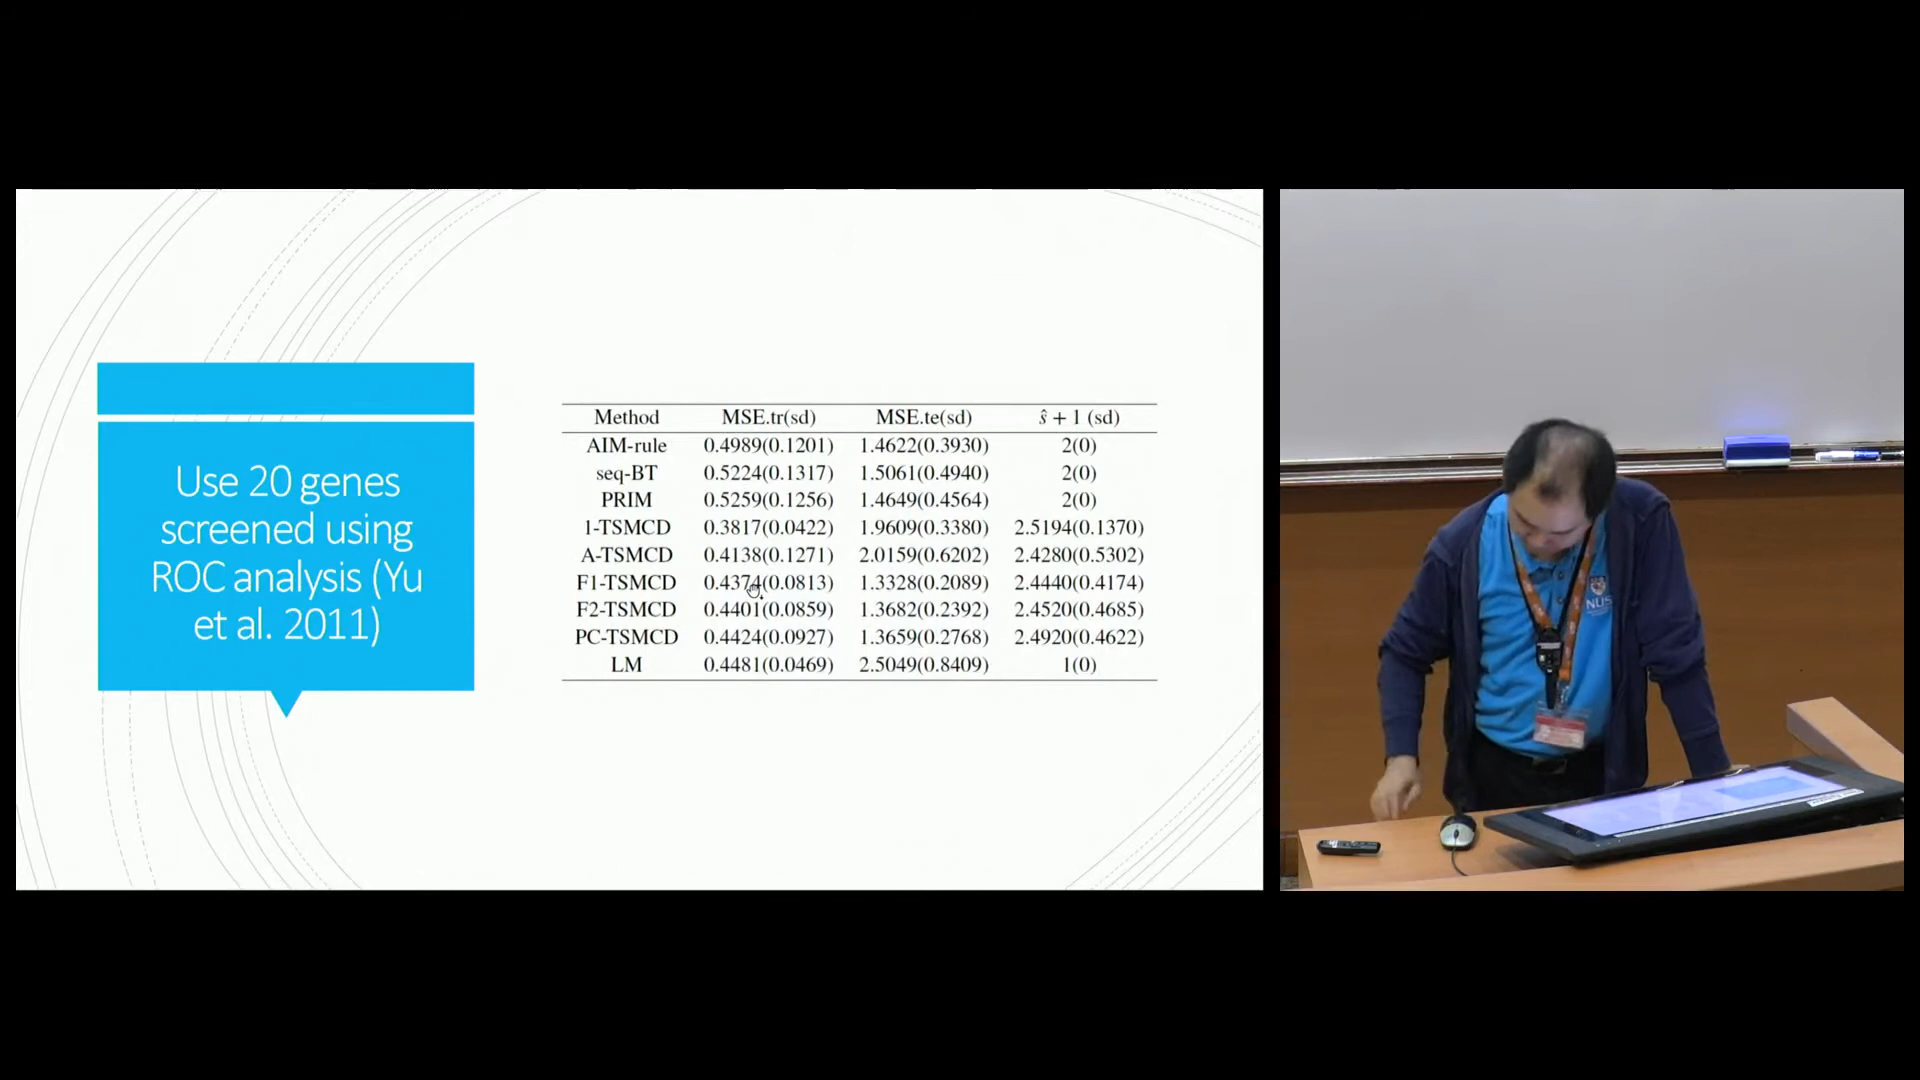 Use 20 genes
screened using
ROC analysis (Yu
et al. 2011)
Method MSE.tr(sd) MSE.te(sd) ŝ + 1 (sd)
AIM-rule 0.4989(0.1201) 1.4622(0.3930) 2(0)
seq-BT 0.5224(0.1317) 1.5061(0.4940) 2(0)
PRIM 0.5259(0.1256) 1.4649(0.4564) 2(0)
1-TSMCD 0.3817(0.0422) 1.9609(0.3380) 2.5194(0.1370)
A-TSMCD 0.4138(0.1271) 2.0159(0.6202) 2.4280(0.5302)
F1-TSMCD 0.4374(0.0813) 1.3328(0.2089) 2.4440(0.4174)
F2-TSMCD 0.4401(0.0859) 1.3682(0.2392) 2.4520(0.4685)
PC-TSMCD 0.4424(0.0927) 1.3659(0.2768) 2.4920(0.4622)
LM 0.4481(0.0469) 2.5049(0.8409) 1(0)
NUS